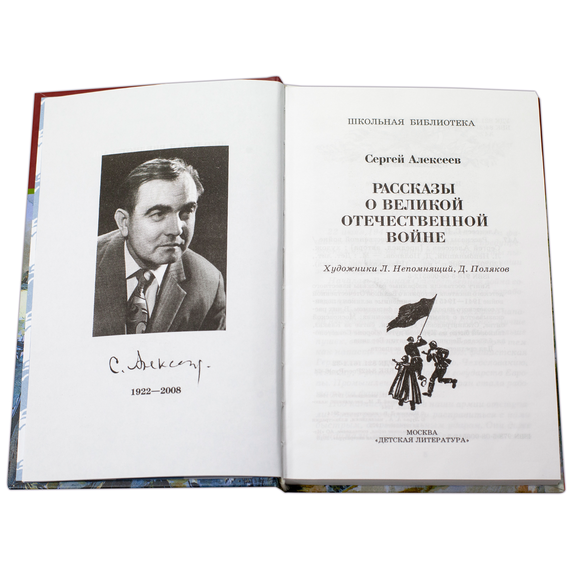 С. Алексеев
1922—2008
ШКОЛЬНАЯ БИБЛИОТЕКА
Сергей Алексеев
РАССКАЗЫ
О ВЕЛИКОЙ
ОТЕЧЕСТВЕННОЙ
ВОЙНЕ
Художники Л. Непомнящий, Д. Поляков
МОСКВА
«ДЕТСКАЯ ЛИТЕРАТУРА»